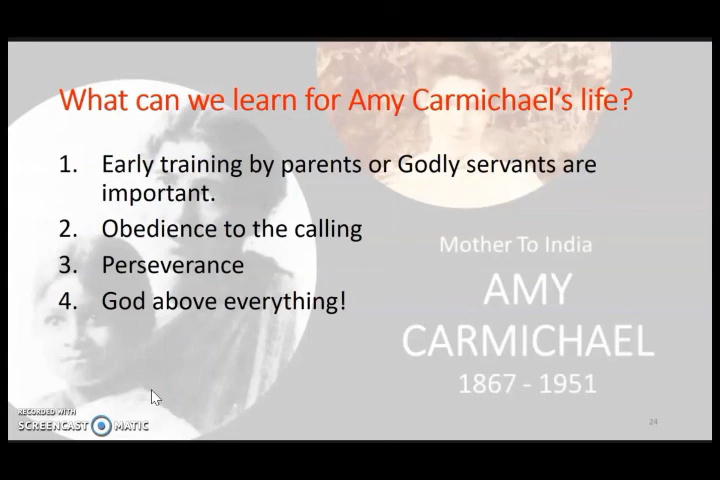 What can we learn for Amy Carmichael's life?
1. Early training by parents or Godly servants are
important.
2. Obedience to the calling
3. Perseverance
4. God above everything!
Mother To India
AMY
CARMICHAEL
1867 - 1951
RECORDED WITH
SCREENCAST MATIC
24